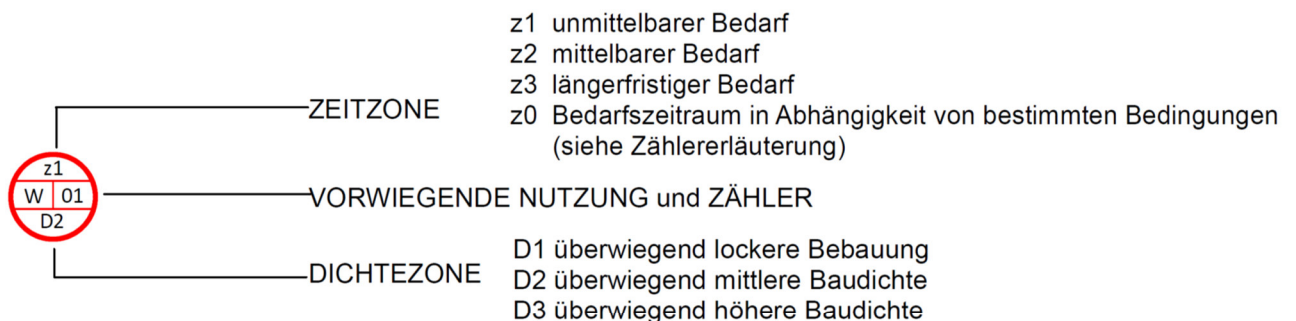 z1 unmittelbarer Bedarf
z2 mittelbarer Bedarf
z3 längerfristiger Bedarf
ZEITZONE
z0 Bedarfszeitraum in Abhängigkeit von bestimmten Bedingungen
(siehe Zählererläuterung)
z1
W 01
D2
VORWIEGENDE NUTZUNG und ZÄHLER
DICHTEZONE
D1 überwiegend lockere Bebauung
D2 überwiegend mittlere Baudichte
D3 überwiegend höhere Baudichte